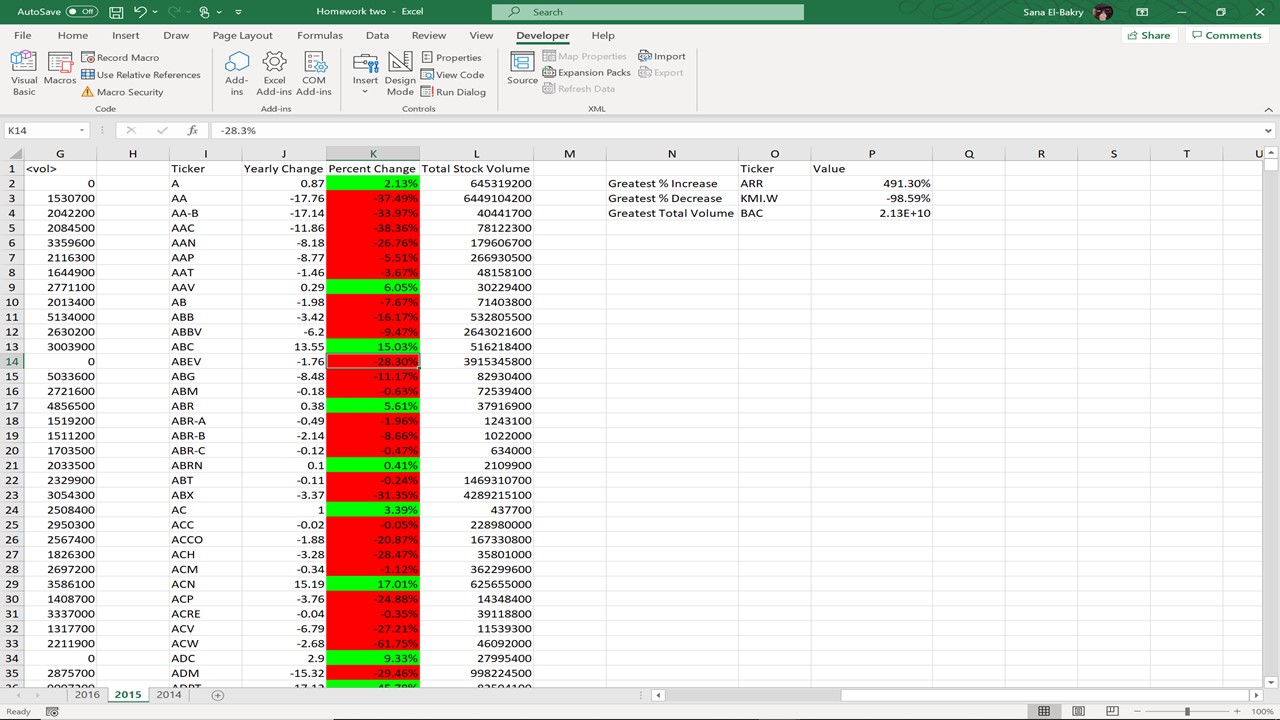 AutoSave Off Homework two - Excel Search Sana El-Bakry
File Home Insert Draw Page Layout Formulas Data Review View Developer Help Share Comments
Visual Basic Macros Record Macro Use Relative References Macro Security Add-ins Excel Add-ins COM Add-ins Insert Design Mode Properties View Code Run Dialog Source Map Properties Expansion Packs Refresh Data Import Export
Code Add-ins Controls XML
K14 fx -28.3%
G H I J K L M N O P Q R S T U
1 <vol> Ticker Yearly Change Percent Change Total Stock Volume Ticker Value
2 0 A 0.87 2.13% 645319200 Greatest % Increase ARR 491.30%
3 1530700 AA -17.76 -37.49% 6449104200 Greatest % Decrease KMI.W -98.59%
4 2042200 AA-B -17.14 -33.97% 40441700 Greatest Total Volume BAC 2.13E+10
5 2084500 AAC -11.86 -38.36% 78122300
6 3359600 AAN -8.18 -26.76% 179606700
7 2116300 AAP -8.77 -5.51% 266930500
8 1644900 AAT -1.46 -3.67% 48158100
9 2771100 AAV 0.29 6.05% 30229400
10 2013400 AB -1.98 -7.67% 71403800
11 5134000 ABB -3.42 -16.17% 532805500
12 2630200 ABBV -6.2 -9.47% 2643021600
13 3003900 ABC 13.55 15.03% 516218400
14 0 ABEV -1.76 -28.30% 3915345800
15 5033600 ABG -8.48 -11.17% 82930400
16 2721600 ABM -0.18 -0.63% 72539400
17 4856500 ABR 0.38 5.61% 37916900
18 1519200 ABR-A -0.49 -1.96% 1243100
19 1511200 ABR-B -2.14 -8.66% 1022000
20 1703500 ABR-C -0.12 -0.47% 634000
21 2033500 ABRN 0.1 0.41% 2109900
22 2329900 ABT -0.11 -0.24% 1469310700
23 3054300 ABX -3.37 -31.35% 4289215100
24 2508400 AC 1 3.39% 437700
25 2950300 ACC -0.02 -0.05% 228980000
26 2567400 ACCO -1.88 -20.87% 167330800
27 1826300 ACH -3.28 -28.47% 35801000
28 2697200 ACM -0.34 -1.12% 362299600
29 3586100 ACN 15.19 17.01% 625655000
30 1408700 ACP -3.76 -24.88% 14348400
31 3337000 ACRE -0.04 -0.35% 39118800
32 1317700 ACV -6.79 -27.21% 11539300
33 2211900 ACW -2.68 -61.75% 46092000
34 0 ADC 2.9 9.33% 27995400
35 2875700 ADM -15.32 -29.46% 998224500
2016 2015 2014
Ready 100%